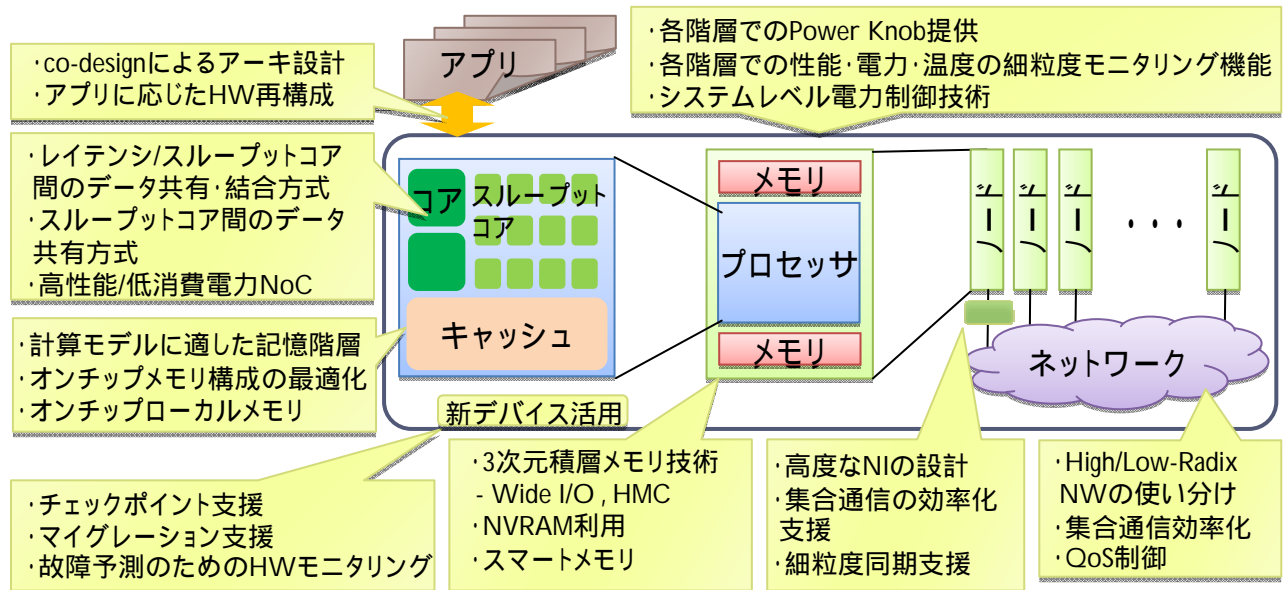 アプリ
･co-designによるアーキ設計
･アプリに応じたHW再構成
･各階層でのPower Knob提供
･各階層での性能･電力･温度の細粒度モニタリング機能
･システムレベル電力制御技術
･レイテンシ/スループットコア
間のデータ共有･結合方式
･スループットコア間のデータ
共有方式
･高性能/低消費電力NoC
･計算モデルに適した記憶階層
･オンチップメモリ構成の最適化
･オンチップローカルメモリ
コア
スループット
コア
キャッシュ
メモリ
プロセッサ
メモリ
ノード
ノード
ノード
・・・
ノード
ネットワーク
新デバイス活用
･チェックポイント支援
･マイグレーション支援
･故障予測のためのHWモニタリング
･3次元積層メモリ技術
- Wide I/O , HMC
･NVRAM利用
･スマートメモリ
･高度なNIの設計
･集合通信の効率化
支援
･細粒度同期支援
･High/Low-Radix
NWの使い分け
･集合通信効率化
･QoS制御